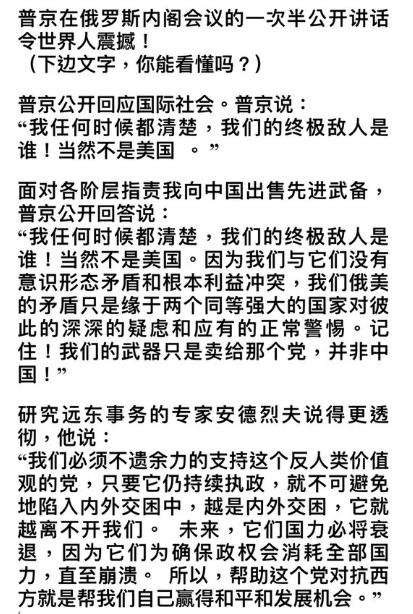 普京在俄罗斯内阁会议的一次半公开讲话
令世界人震撼！
（下边文字，你能看懂吗？）
普京公开回应国际社会。普京说：
“我任何时候都清楚，我们的终极敌人是
谁！当然不是美国 。”
面对各阶层指责我向中国出售先进武备，
普京公开回答说：
“我任何时候都清楚，我们的终极敌人是
谁！当然不是美国。因为我们与它们没有
意识形态矛盾和根本利益冲突，我们俄美
的矛盾只是缘于两个同等强大的国家对彼
此的深深的疑虑和应有的正常警惕。记
住！我们的武器只是卖给那个党，并非中
国！”
研究远东事务的专家安德烈夫说得更透
彻，他说：
“我们必须不遗余力的支持这个反人类价值
观的党，只要它仍持续执政，就不可避免
地陷入内外交困中，越是内外交困，它就
越离不开我们。 未来，它们国力必将衰
退，因为它们为确保政权会消耗全部国
力，直至崩溃。 所以，帮助这个党对抗西
方就是帮我们自己赢得和平和发展机会。”